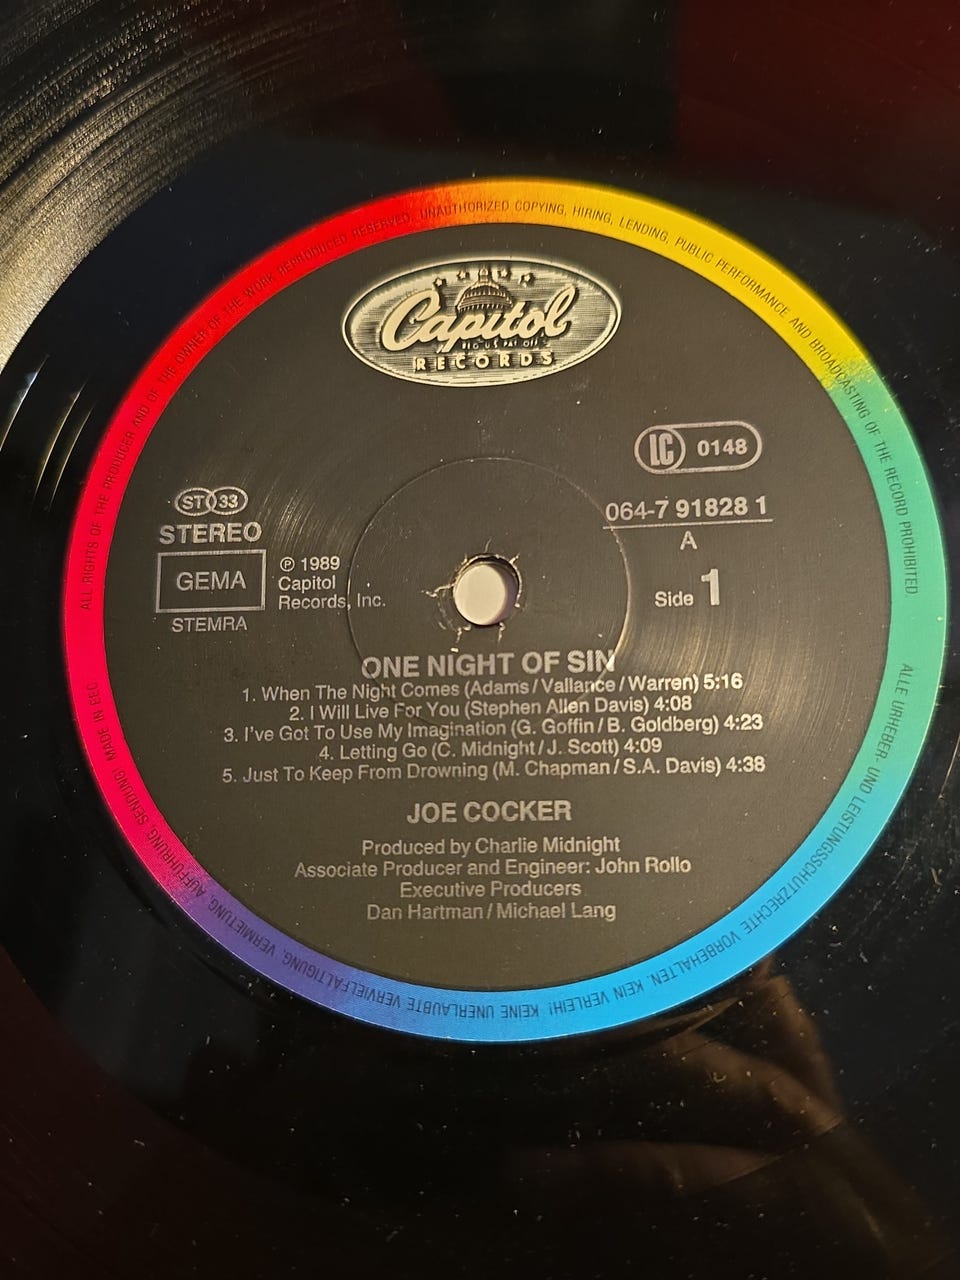 ALL RIGHTS OF THE PRODUCER AND OF THE OWNER OF THE WORK REPRODUCED RESERVED. UNAUTHORIZED COPYING, HIRING, LENDING, PUBLIC PERFORMANCE AND BROADCASTING OF THE RECORD PROHIBITED.
Capitol
RECORDS
LC 0148
064-7 91828 1
A
Side 1
ST 33
STEREO
GEMA
STEMRA
℗ 1989
Capitol
Records, Inc.
ONE NIGHT OF SIN
1. When The Night Comes (Adams/Vallance/Warren) 5:16
2. I Will Live For You (Stephen Allen Davis) 4:08
3. I've Got To Use My Imagination (G. Goffin/B. Goldberg) 4:23
4. Letting Go (C. Midnight/J. Scott) 4:09
5. Just To Keep From Drowning (M. Chapman/S.A. Davis) 4:38
JOE COCKER
Produced by Charlie Midnight
Associate Producer and Engineer: John Rollo
Executive Producers
Dan Hartman/Michael Lang
ALLE URHEBER- UND LEISTUNGSSCHUTZRECHTE VORBEHALTEN. KEIN VERLEIH! KEINE UNERLAUBTE VERVIELFÄLTIGUNG, VERMIETUNG, AUFFÜHRUNG, SENDUNG! MADE IN EEC